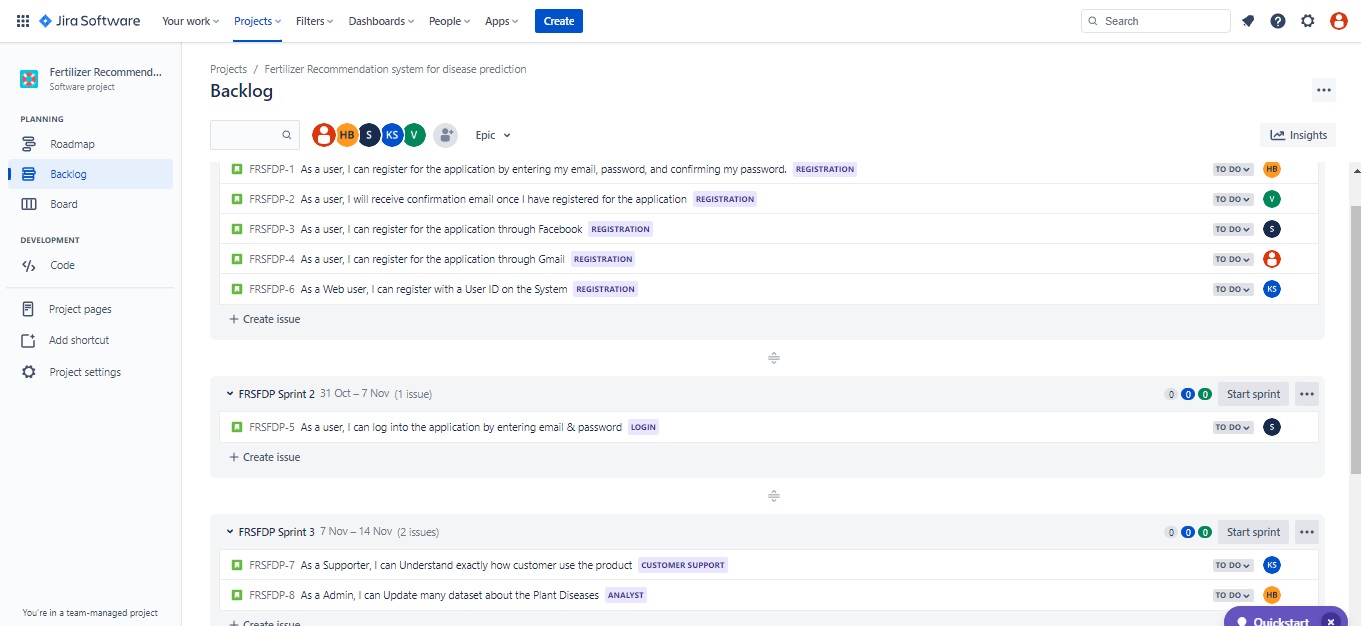 Jira Software Your work Projects Filters Dashboards People Apps Create Search
Fertilizer Recommend...
Software project
PLANNING
Roadmap
Backlog
Board
DEVELOPMENT
Code
Project pages
Add shortcut
Project settings
You're in a team-managed project
Projects / Fertilizer Recommendation system for disease prediction
Backlog
HB S KS V Epic Insights
FRSFDP-1 As a user, I can register for the application by entering my email, password, and confirming my password. REGISTRATION TO DO HB
FRSFDP-2 As a user, I will receive confirmation email once I have registered for the application REGISTRATION TO DO V
FRSFDP-3 As a user, I can register for the application through Facebook REGISTRATION TO DO S
FRSFDP-4 As a user, I can register for the application through Gmail REGISTRATION TO DO
FRSFDP-6 As a Web user, I can register with a User ID on the System REGISTRATION TO DO KS
+ Create issue
FRSFDP Sprint 2 31 Oct – 7 Nov (1 issue) 0 0 0 Start sprint
FRSFDP-5 As a user, I can log into the application by entering email & password LOGIN TO DO S
+ Create issue
FRSFDP Sprint 3 7 Nov – 14 Nov (2 issues) 0 0 0 Start sprint
FRSFDP-7 As a Supporter, I can Understand exactly how customer use the product CUSTOMER SUPPORT TO DO KS
FRSFDP-8 As a Admin, I can Update many dataset about the Plant Diseases ANALYST TO DO HB
+ Create issue
Quickstart